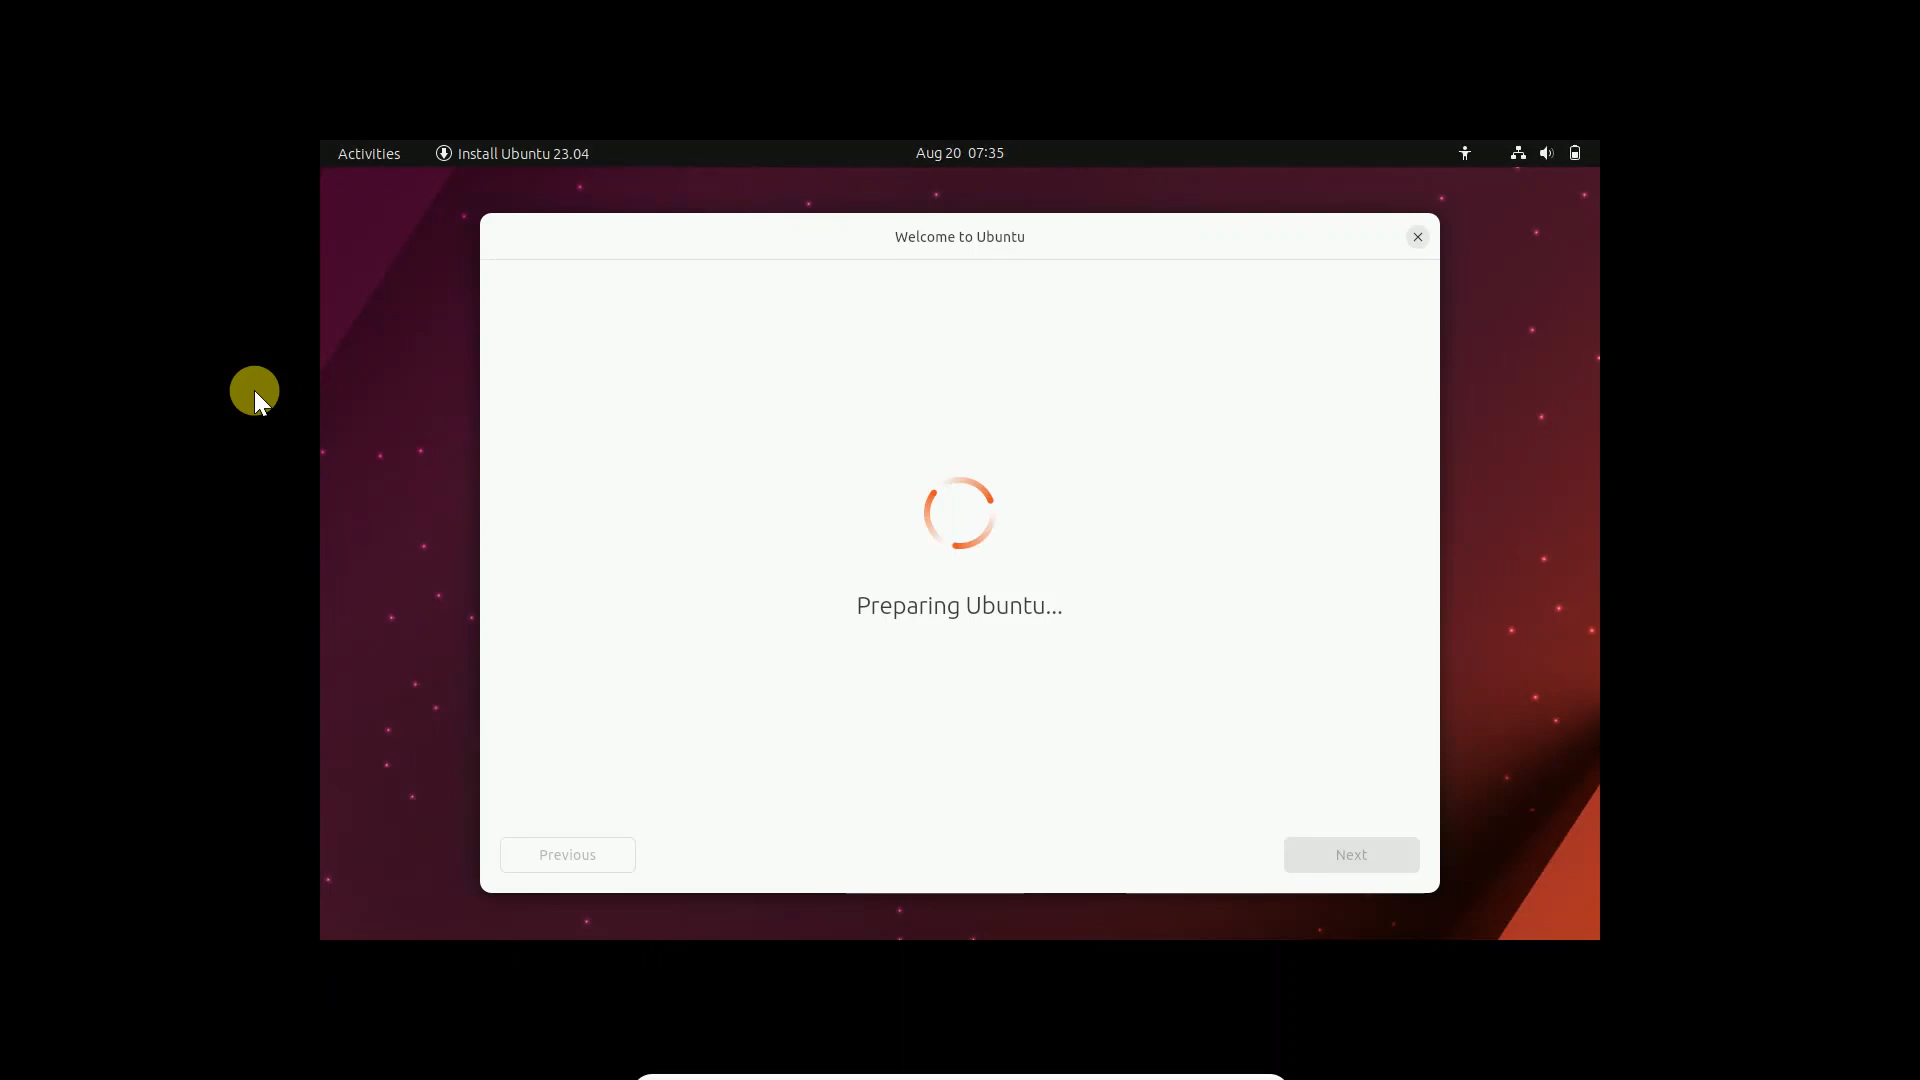 Activities Install Ubuntu 23.04 Aug 20 07:35
Welcome to Ubuntu
Preparing Ubuntu...
Previous Next